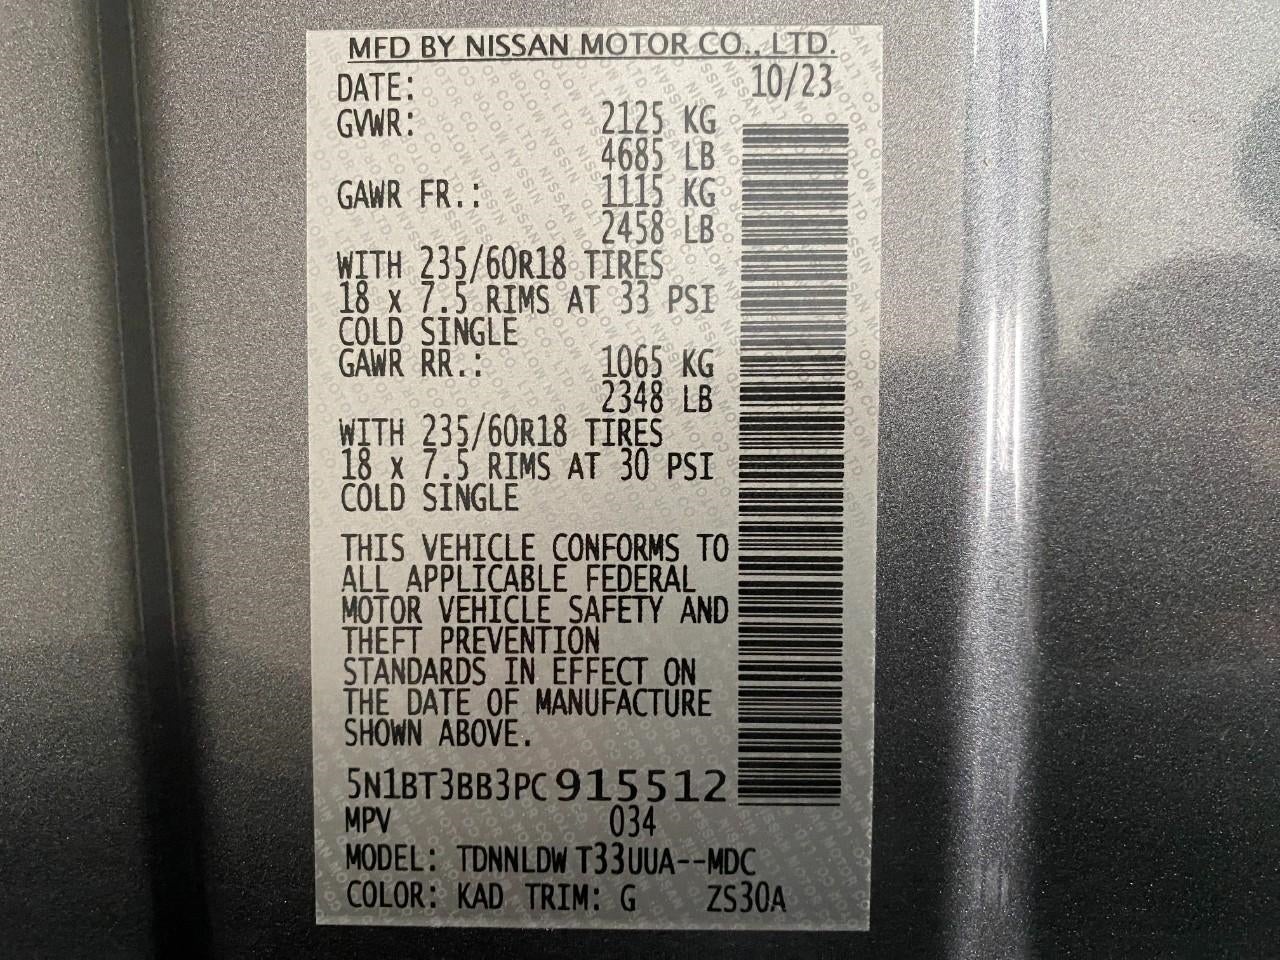 MFD BY NISSAN MOTOR CO., LTD.
DATE: 10/23
GVWR: 2125 KG
4685 LB
GAWR FR.: 1115 KG
2458 LB
WITH 235/60R18 TIRES
18 x 7.5 RIMS AT 33 PSI
COLD SINGLE
GAWR RR.: 1065 KG
2348 LB
WITH 235/60R18 TIRES
18 x 7.5 RIMS AT 30 PSI
COLD SINGLE
THIS VEHICLE CONFORMS TO
ALL APPLICABLE FEDERAL
MOTOR VEHICLE SAFETY AND
THEFT PREVENTION
STANDARDS IN EFFECT ON
THE DATE OF MANUFACTURE
SHOWN ABOVE.
5N1BT3BB3PC915512
MPV 034
MODEL: TDNNLDW T33UUA--MDC
COLOR: KAD TRIM: G ZS30A